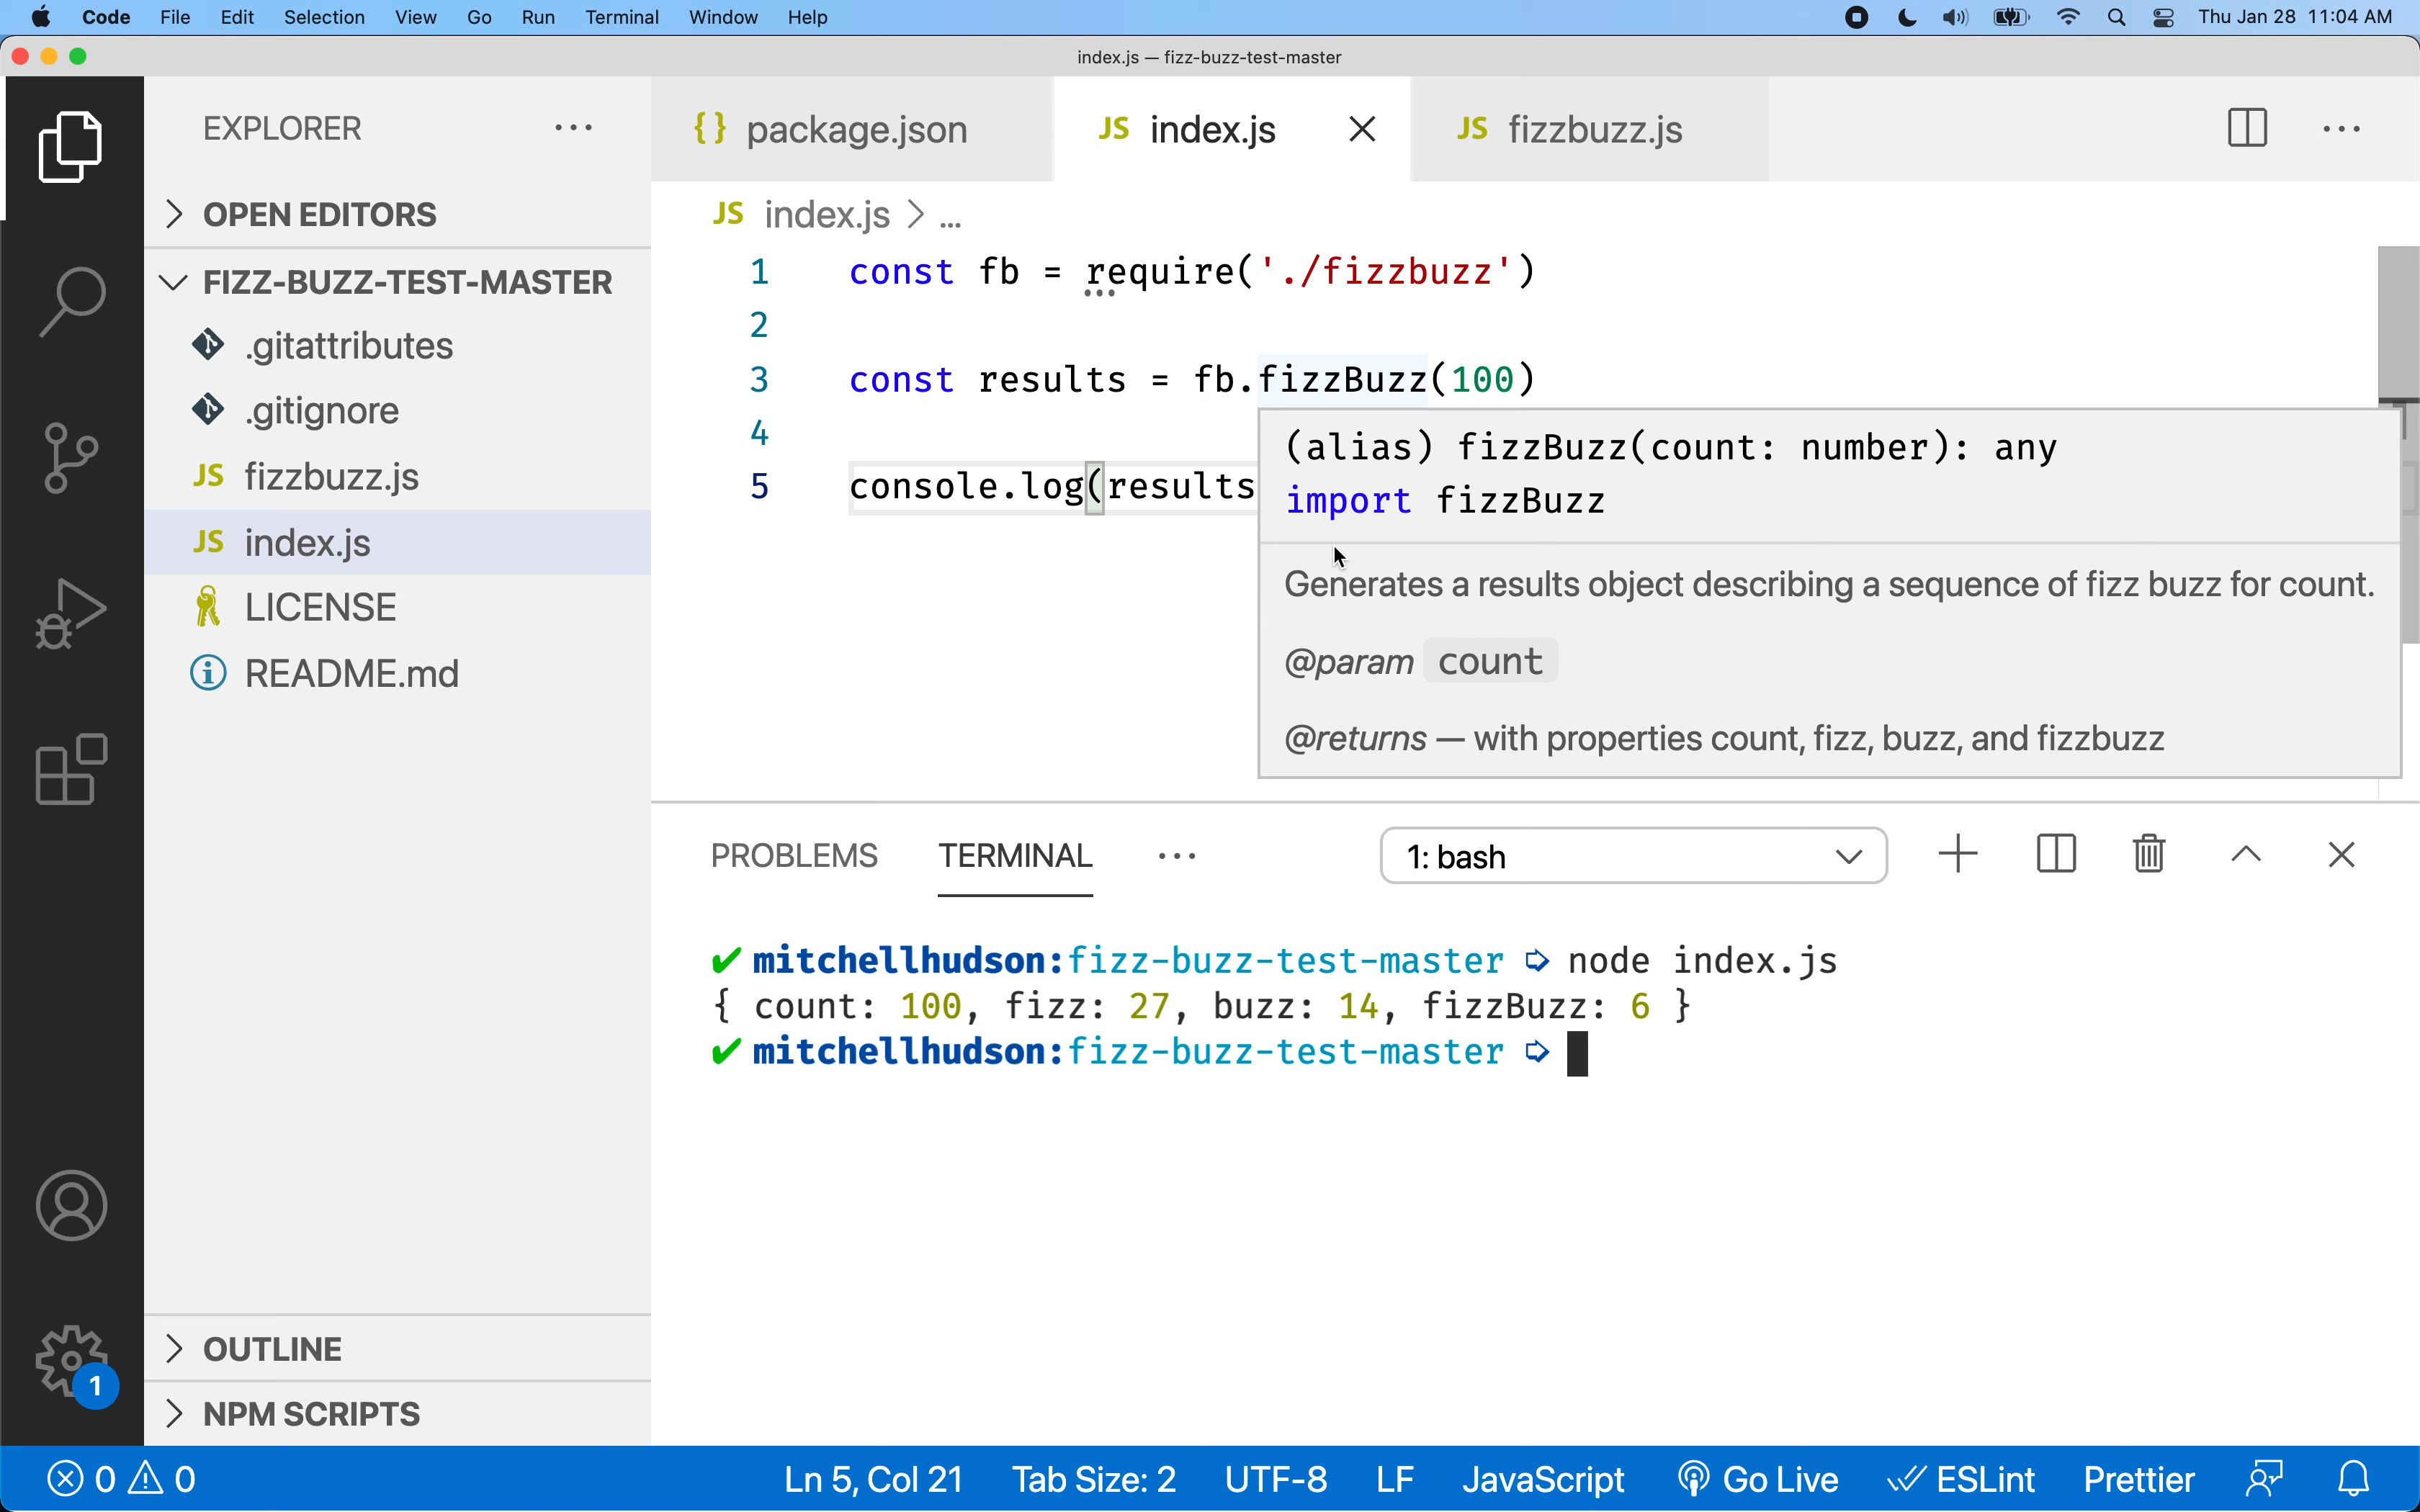 Code File Edit Selection View Go Run Terminal Window Help Thu Jan 28 11:04 AM
index.js — fizz-buzz-test-master
EXPLORER
OPEN EDITORS
FIZZ-BUZZ-TEST-MASTER
.gitattributes
.gitignore
JS fizzbuzz.js
JS index.js
LICENSE
README.md
OUTLINE
NPM SCRIPTS
1
{} package.json JS index.js JS fizzbuzz.js
JS index.js > ...
1 const fb = require('./fizzbuzz')
2
3 const results = fb.fizzBuzz(100)
4
5 console.log(results
(alias) fizzBuzz(count: number): any
import fizzBuzz
Generates a results object describing a sequence of fizz buzz for count.
@param count
@returns — with properties count, fizz, buzz, and fizzbuzz
PROBLEMS TERMINAL ... 1: bash
✔ mitchellhudson:fizz-buzz-test-master ➩ node index.js
{ count: 100, fizz: 27, buzz: 14, fizzBuzz: 6 }
✔ mitchellhudson:fizz-buzz-test-master ➩
0 0 Ln 5, Col 21 Tab Size: 2 UTF-8 LF JavaScript Go Live ESLint Prettier